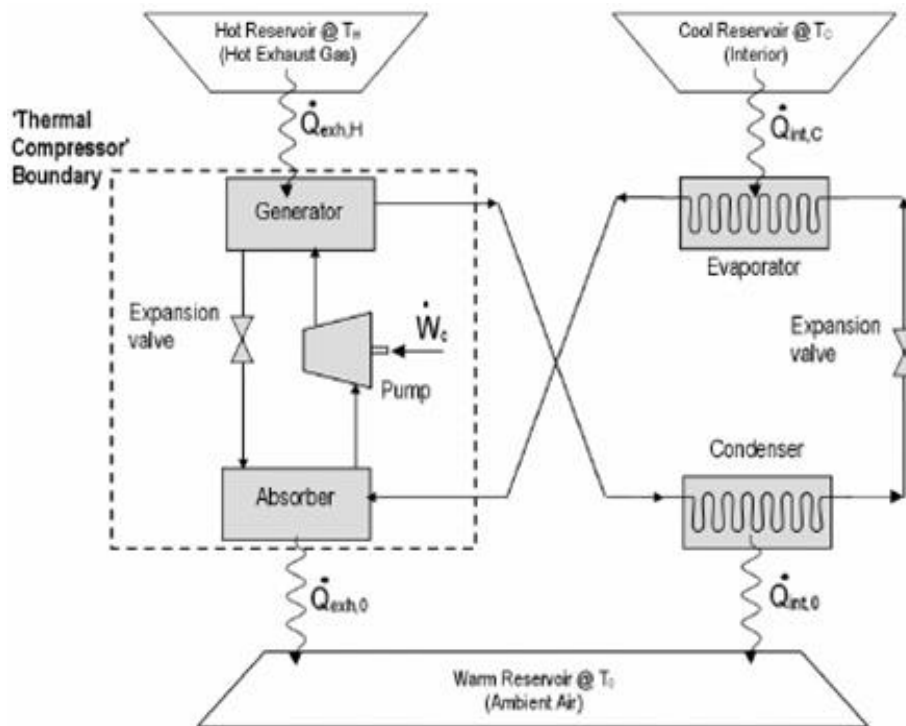 Hot Reservoir @ T_H
(Hot Exhaust Gas)
Cool Reservoir @ T_C
(Interior)
'Thermal
Compressor'
Boundary
Q̇exh,H
Q̇int,C
Generator
Evaporator
Expansion
valve
Ẇc
Pump
Expansion
valve
Condenser
Absorber
Q̇exh,0
Q̇int,0
Warm Reservoir @ T_0
(Ambient Air)